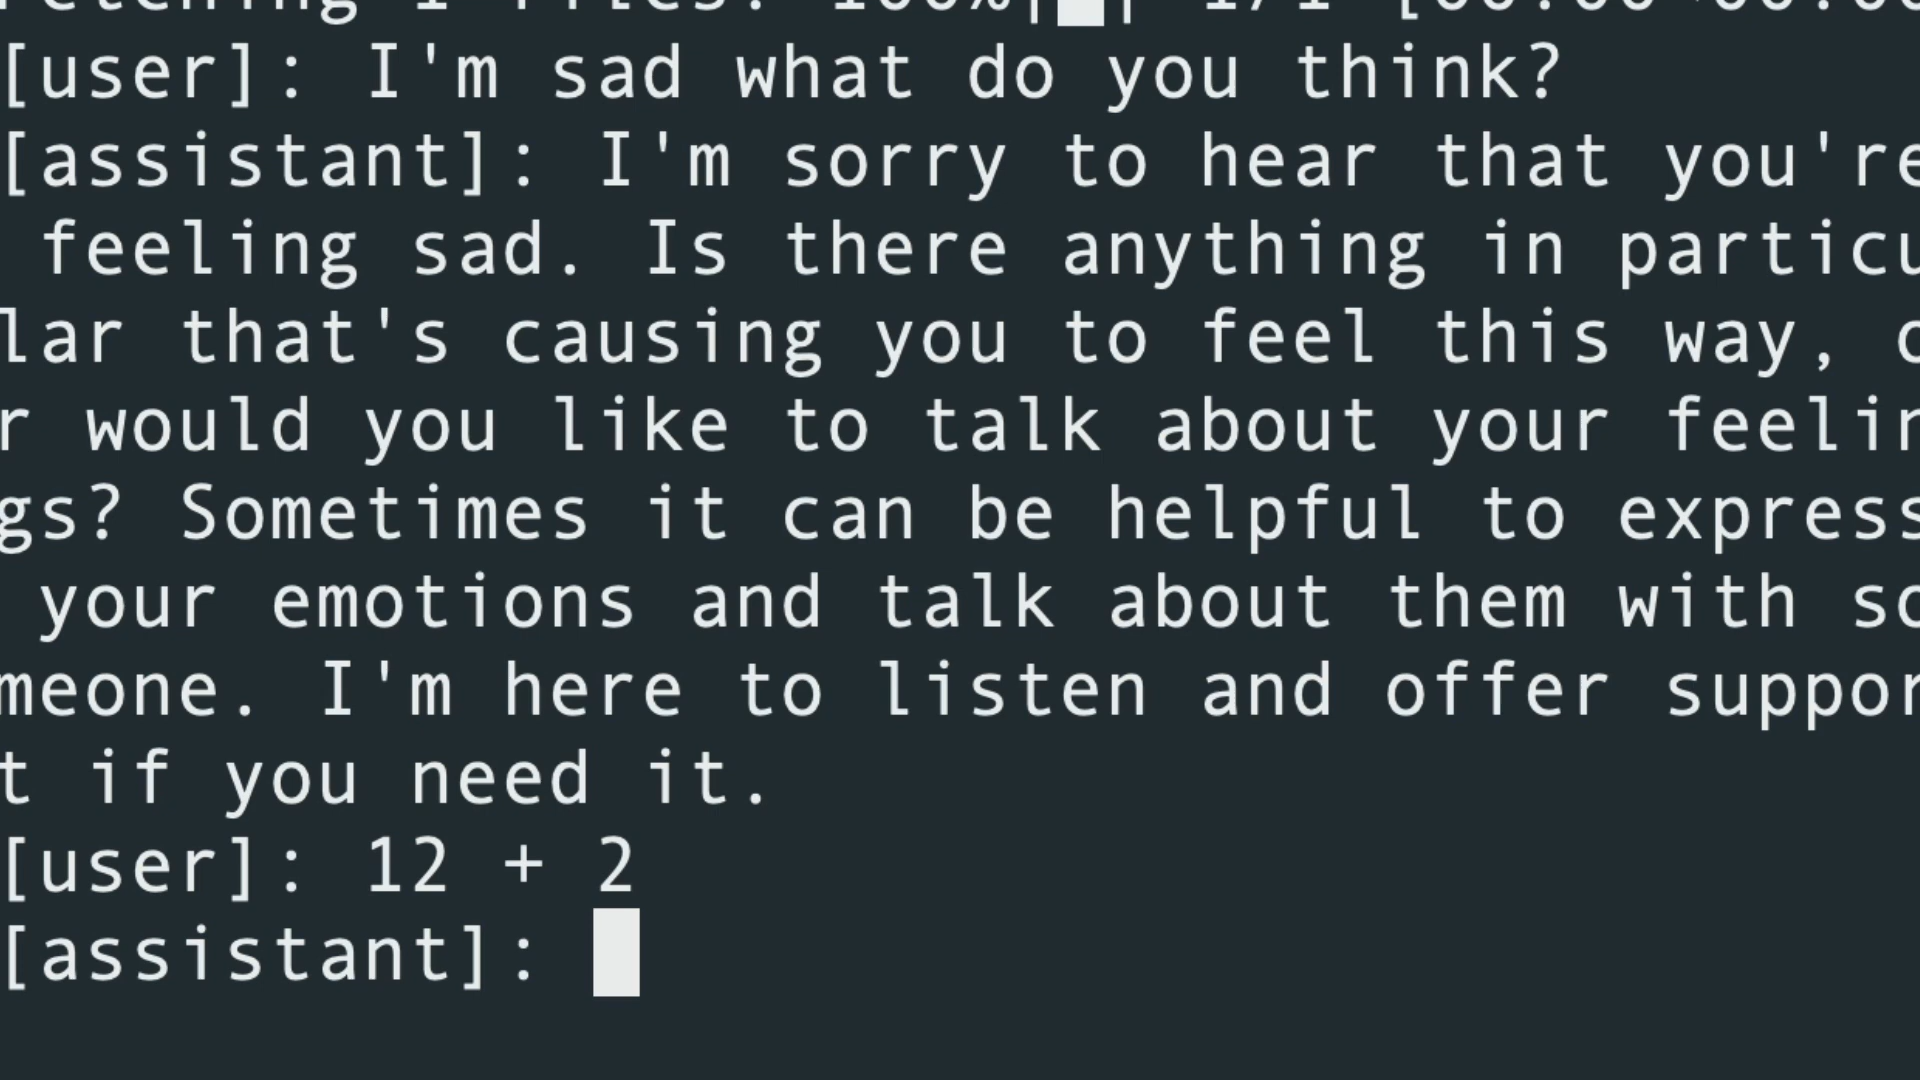 [user]: I'm sad what do you think?
[assistant]: I'm sorry to hear that you're
feeling sad. Is there anything in particu
lar that's causing you to feel this way, o
r would you like to talk about your feelin
gs? Sometimes it can be helpful to express
your emotions and talk about them with so
meone. I'm here to listen and offer suppor
t if you need it.
[user]: 12 + 2
[assistant]: